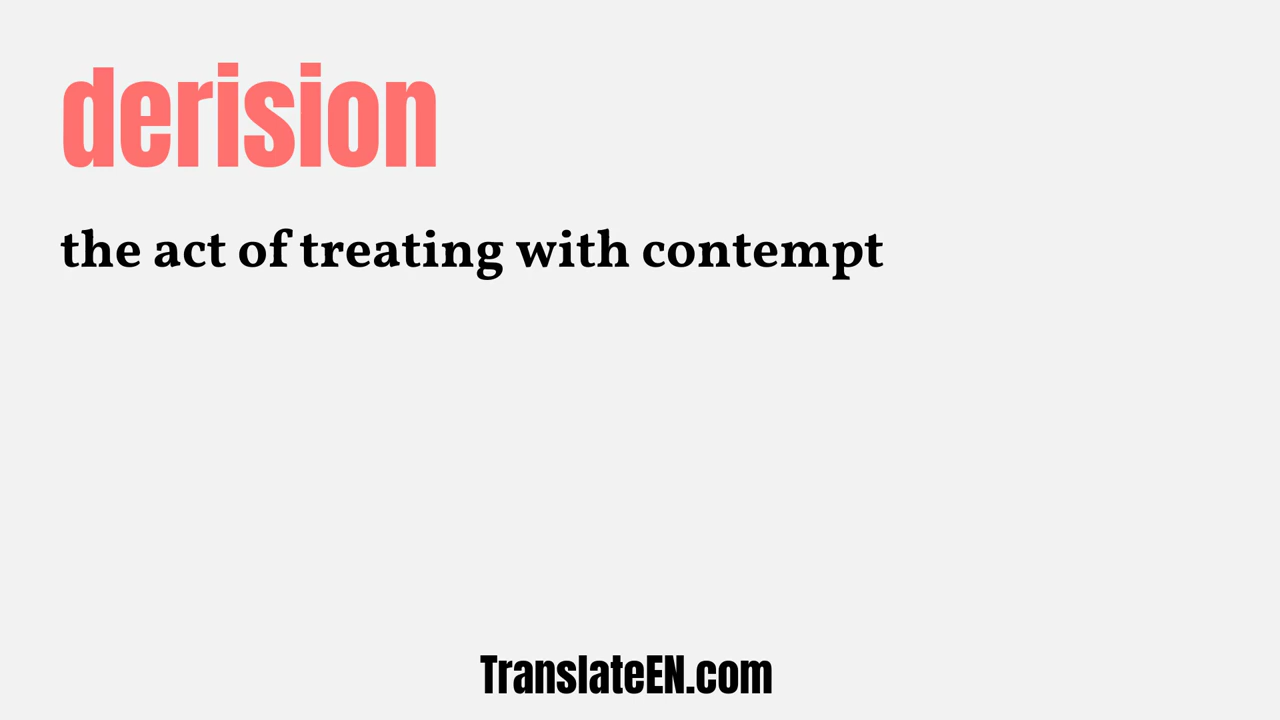 derision
the act of treating with contempt
TranslateEN.com